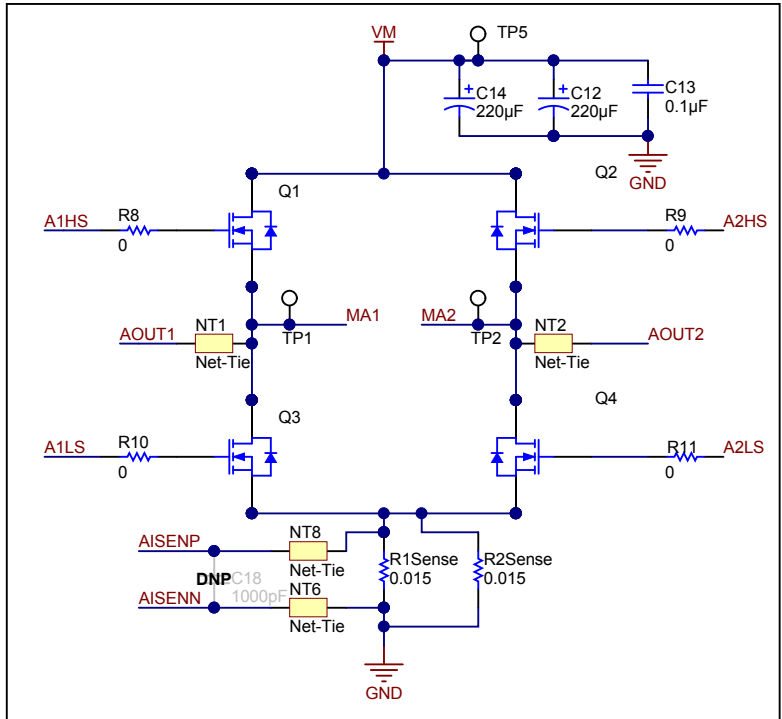 VM
TP5
+
C14
220µF
+
C12
220µF
C13
0.1µF
GND
Q1
Q2
A1HS
R8
0
R9
0
A2HS
MA1
TP1
MA2
TP2
AOUT1
NT1
Net-Tie
NT2
Net-Tie
AOUT2
Q3
Q4
A1LS
R10
0
R11
0
A2LS
AISENP
NT8
Net-Tie
R1Sense
0.015
R2Sense
0.015
DNP
C18
1000pF
AISENN
NT6
Net-Tie
GND